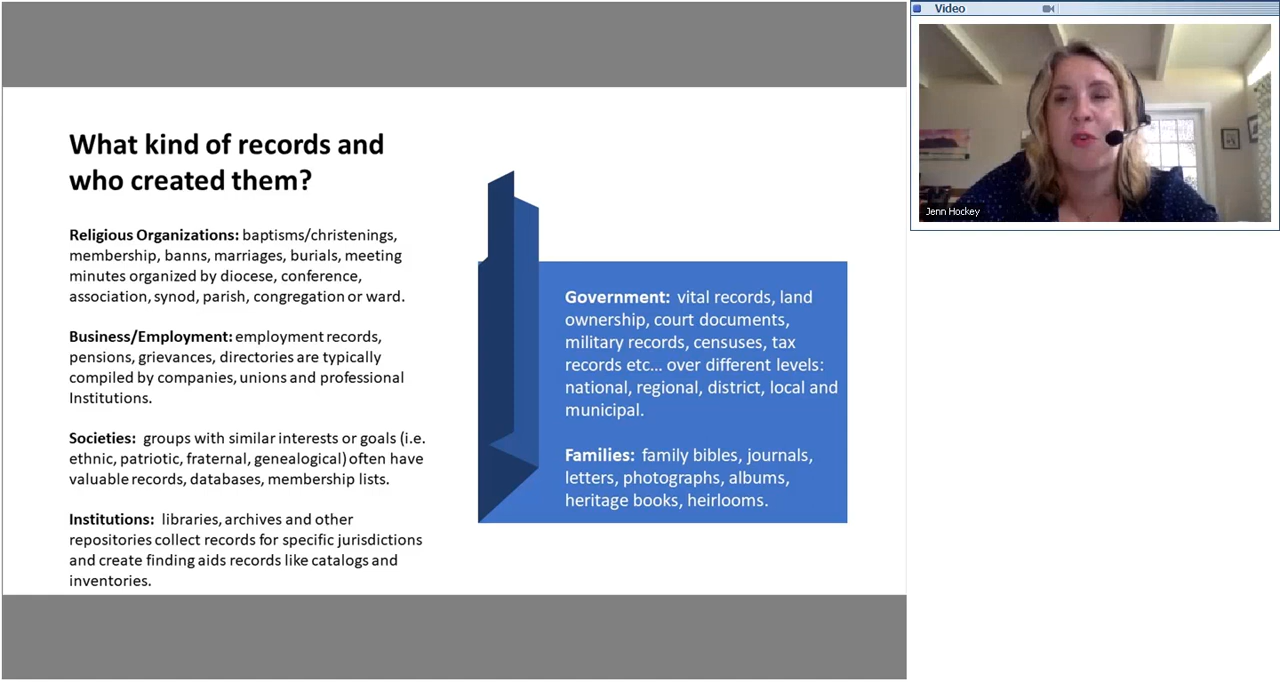 What kind of records and
who created them?
Religious Organizations: baptisms/christenings,
membership, banns, marriages, burials, meeting
minutes organized by diocese, conference,
association, synod, parish, congregation or ward.
Business/Employment: employment records,
pensions, grievances, directories are typically
compiled by companies, unions and professional
Institutions.
Societies: groups with similar interests or goals (i.e.
ethnic, patriotic, fraternal, genealogical) often have
valuable records, databases, membership lists.
Institutions: libraries, archives and other
repositories collect records for specific jurisdictions
and create finding aids records like catalogs and
inventories.
Government: vital records, land
ownership, court documents,
military records, censuses, tax
records etc... over different levels:
national, regional, district, local and
municipal.
Families: family bibles, journals,
letters, photographs, albums,
heritage books, heirlooms.
Video
Jenn Hockey